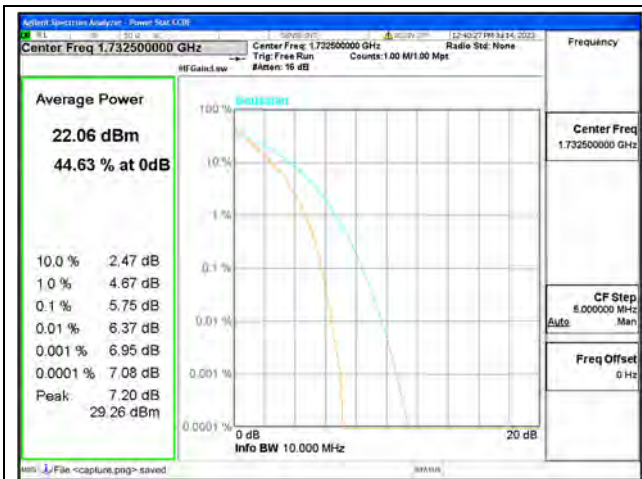 Agilent Spectrum Analyzer - Power Stat CCDF
Center Freq 1.732500000 GHz
Center Freq: 1.732500000 GHz
Radio Std: None
Trig: Free Run
Counts:1.00 M/1.00 Mpt
#IFGain:Low
#Atten: 16 dB
Frequency
Average Power
22.06 dBm
44.63 % at 0dB
10.0 % 2.47 dB
1.0 % 4.67 dB
0.1 % 5.75 dB
0.01 % 6.37 dB
0.001 % 6.95 dB
0.0001 % 7.08 dB
Peak 7.20 dB
29.26 dBm
Gaussian
100 %
10 %
1 %
0.1 %
0.01 %
0.001 %
0.0001 %
0 dB
20 dB
Info BW 10.000 MHz
Center Freq
1.732500000 GHz
CF Step
5.000000 MHz
Auto Man
Freq Offset
0 Hz
MSG
File <capture.png> saved
STATUS